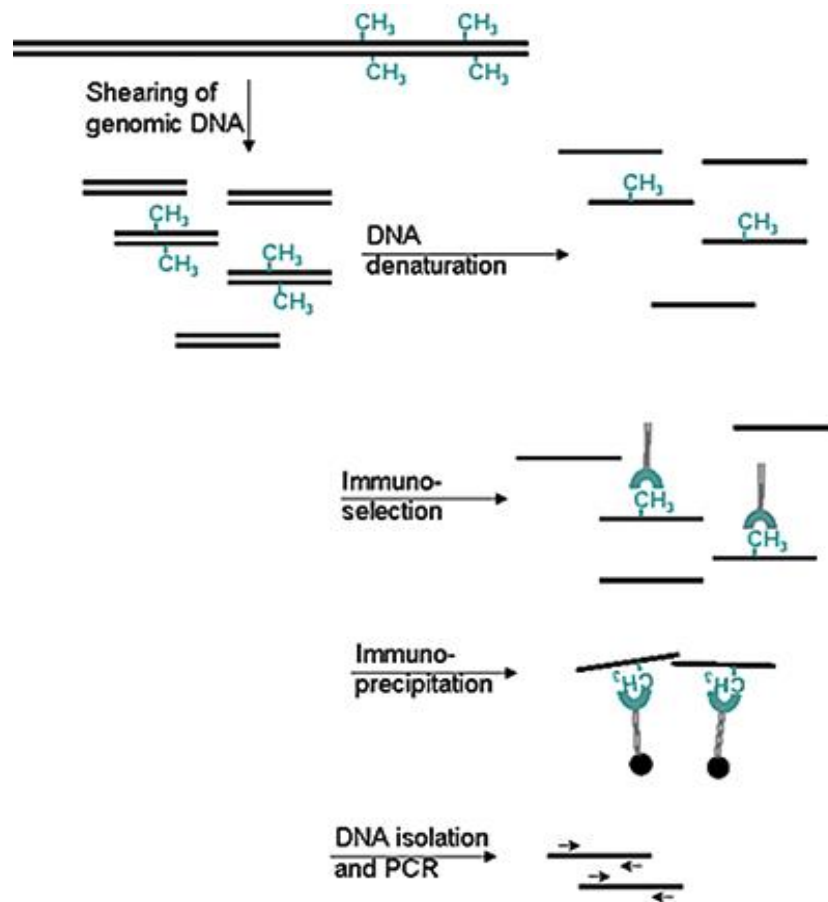 CH3 CH3
CH3 CH3
Shearing of
genomic DNA
CH3
CH3
CH3
CH3
DNA
denaturation
CH3
CH3
Immuno-
selection
CH3
CH3
Immuno-
precipitation
CH3 CH3
DNA isolation
and PCR